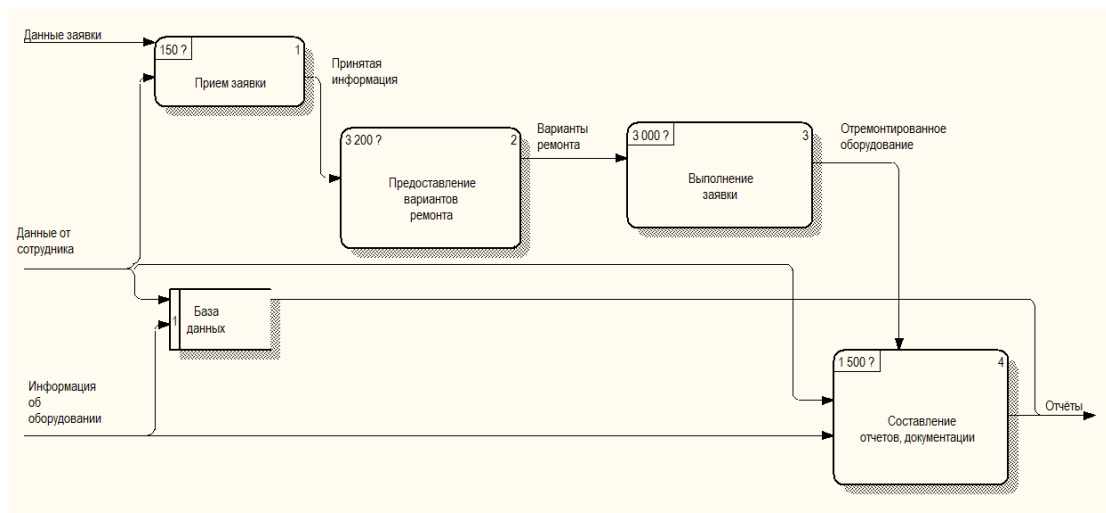 Данные заявки
150 ?
1
Прием заявки
Принятая
информация
3 200 ?
2
Предоставление
вариантов
ремонта
Варианты
ремонта
3 000 ?
3
Выполнение
заявки
Отремонтированное
оборудование
Данные от
сотрудника
1
База
данных
Информация
об
оборудовании
1 500 ?
4
Составление
отчетов, документации
Отчёты